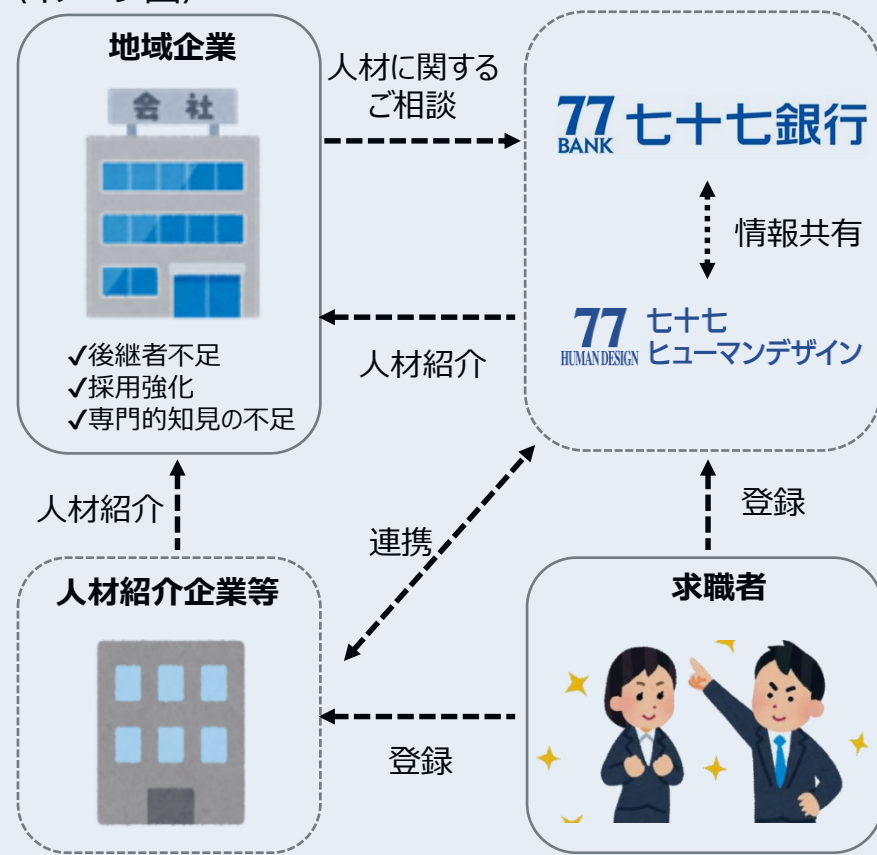 地域企業
会社
✓後継者不足
✓採用強化
✓専門的知見の不足
人材に関する
ご相談
人材紹介
77
BANK
七十七銀行
情報共有
77
HUMAN DESIGN
七十七
ヒューマンデザイン
人材紹介
連携
登録
人材紹介企業等
登録
求職者